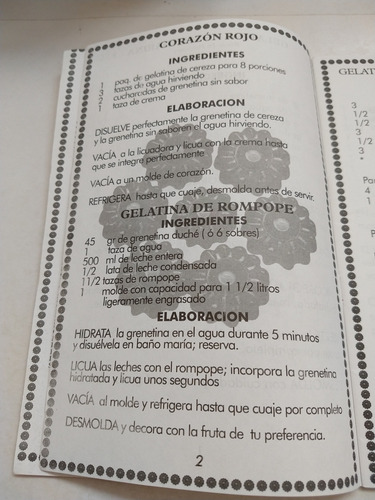 CORAZÓN ROJO
INGREDIENTES
1 paq. de gelatina de cereza para 8 porciones
3 tazas de agua hirviendo
2 cucharadas de grenetina sin sabor
1 taza de crema
ELABORACION
DISUELVE perfectamente la grenetina de cereza
y la grenetina sin sabor en el agua hirviendo.
VACÍA a la licuadora y licua con la crema hasta
que se integre perfectamente
VACÍA a un molde de corazón.
REFRIGERA hasta que cuaje, desmolda antes de servir.
GELATINA DE ROMPOPE
INGREDIENTES
45 gr de grenetina duché ( ó 6 sobres)
1 taza de agua
500 ml de leche entera
1/2 lata de leche condensada
1 1/2 tazas de rompope
1 molde con capacidad para 1 1/2 litros
ligeramente engrasado
ELABORACION
HIDRATA la grenetina en el agua durante 5 minutos
y disuélvela en baño maría; reserva.
LICUA las leches con el rompope; incorpora la grenetina
hidratada y licua unos segundos
VACÍA al molde y refrigera hasta que cuaje por completo
DESMOLDA y decora con la fruta de tu preferencia.
2
GELAT
3
1/2
1/2
3
1/2
3
*
Pa
4
1
P